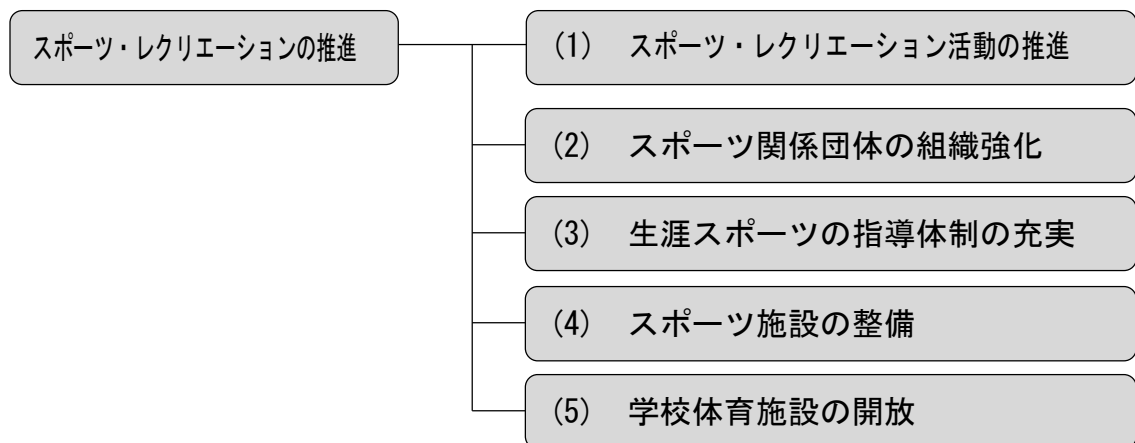 スポーツ・レクリエーションの推進
(1) スポーツ・レクリエーション活動の推進
(2) スポーツ関係団体の組織強化
(3) 生涯スポーツの指導体制の充実
(4) スポーツ施設の整備
(5) 学校体育施設の開放